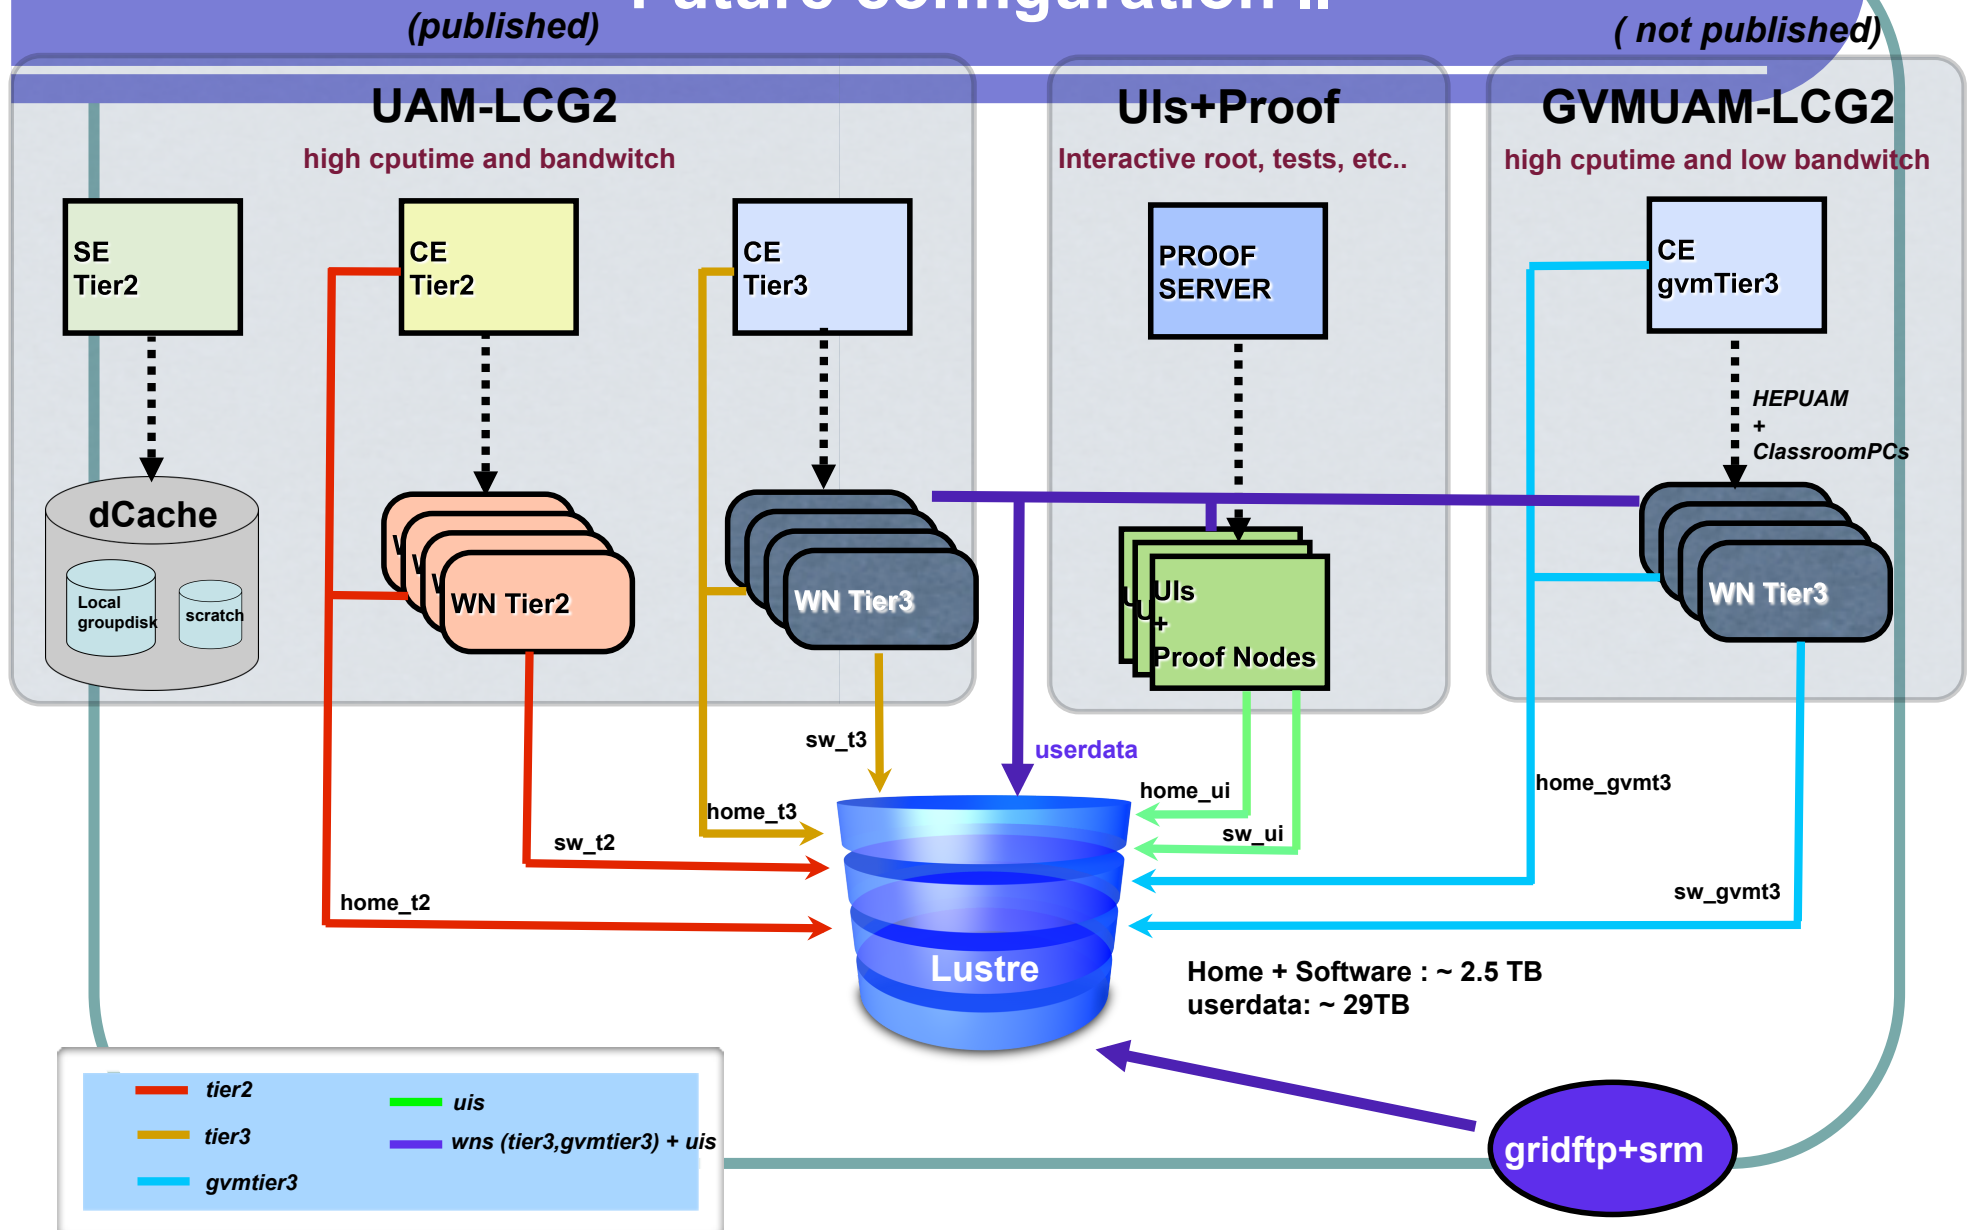 Future configuration II
(published)
( not published)
UAM-LCG2
UIs+Proof
GVMUAM-LCG2
high cputime and bandwitch
Interactive root, tests, etc..
high cputime and low bandwitch
SE
Tier2
CE
Tier2
CE
Tier3
PROOF
SERVER
CE
gvmTier3
HEPUAM
+
ClassroomPCs
dCache
Local
groupdisk
scratch
WN Tier2
WN Tier3
UIs
+
Proof Nodes
WN Tier3
sw_t3
userdata
home_t3
home_ui
home_gvmt3
sw_t2
sw_ui
home_t2
sw_gvmt3
Lustre
Home + Software : ~ 2.5 TB
userdata: ~ 29TB
tier2
uis
tier3
wns (tier3,gvmtier3) + uis
gvmtier3
gridftp+srm